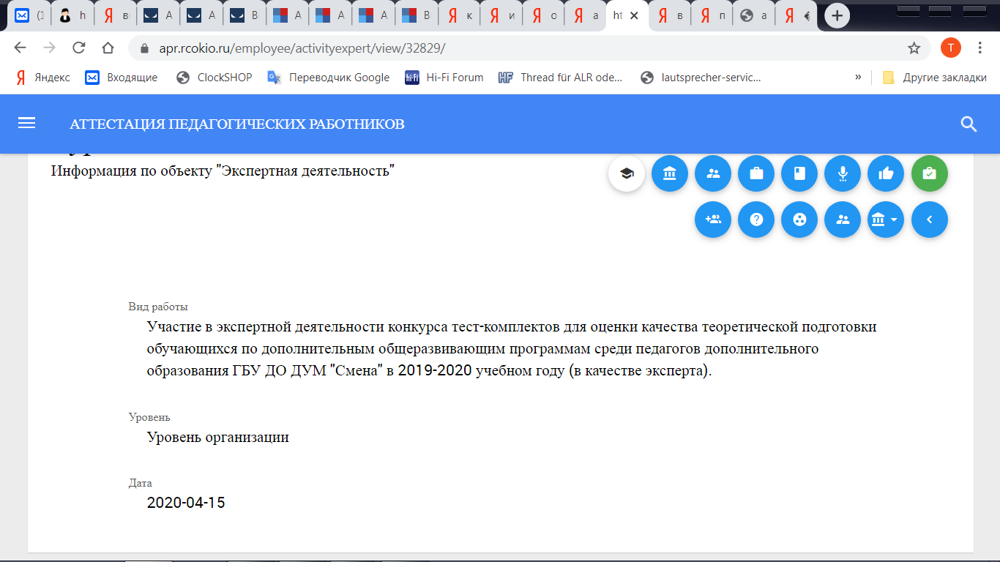 (1 h в А А В А А А В к и о а ht в п а
apr.rcokio.ru/employee/activityexpert/view/32829/ Т
Яндекс Входящие ClockSHOP Переводчик Google Hi-Fi Forum Thread für ALR ode... lautsprecher-servic... » Другие закладки
АТТЕСТАЦИЯ ПЕДАГОГИЧЕСКИХ РАБОТНИКОВ
Информация по объекту "Экспертная деятельность"
Вид работы
Участие в экспертной деятельности конкурса тест-комплектов для оценки качества теоретической подготовки
обучающихся по дополнительным общеразвивающим программам среди педагогов дополнительного
образования ГБУ ДО ДУМ "Смена" в 2019-2020 учебном году (в качестве эксперта).
Уровень
Уровень организации
Дата
2020-04-15